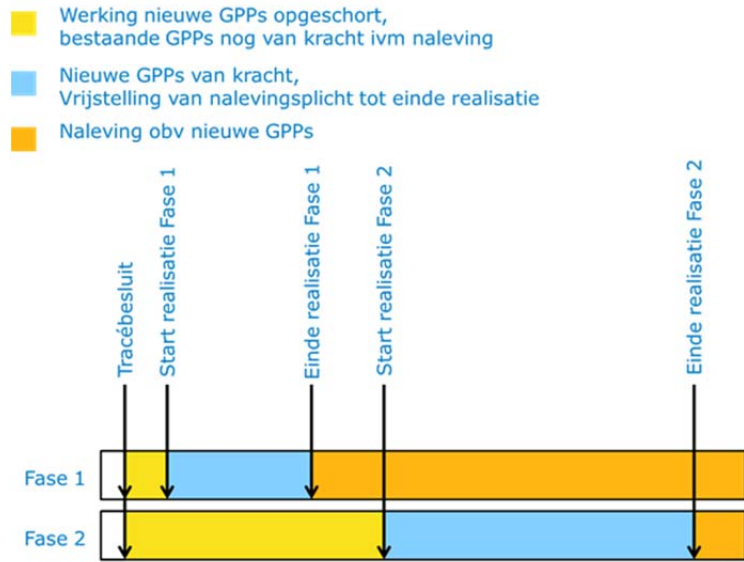 Werking nieuwe GPPs opgeschort,
bestaande GPPs nog van kracht ivm naleving
Nieuwe GPPs van kracht,
Vrijstelling van nalevingsplicht tot einde realisatie
Naleving obv nieuwe GPPs
Tracébesluit
Start realisatie Fase 1
Einde realisatie Fase 1
Start realisatie Fase 2
Einde realisatie Fase 2
Fase 1
Fase 2